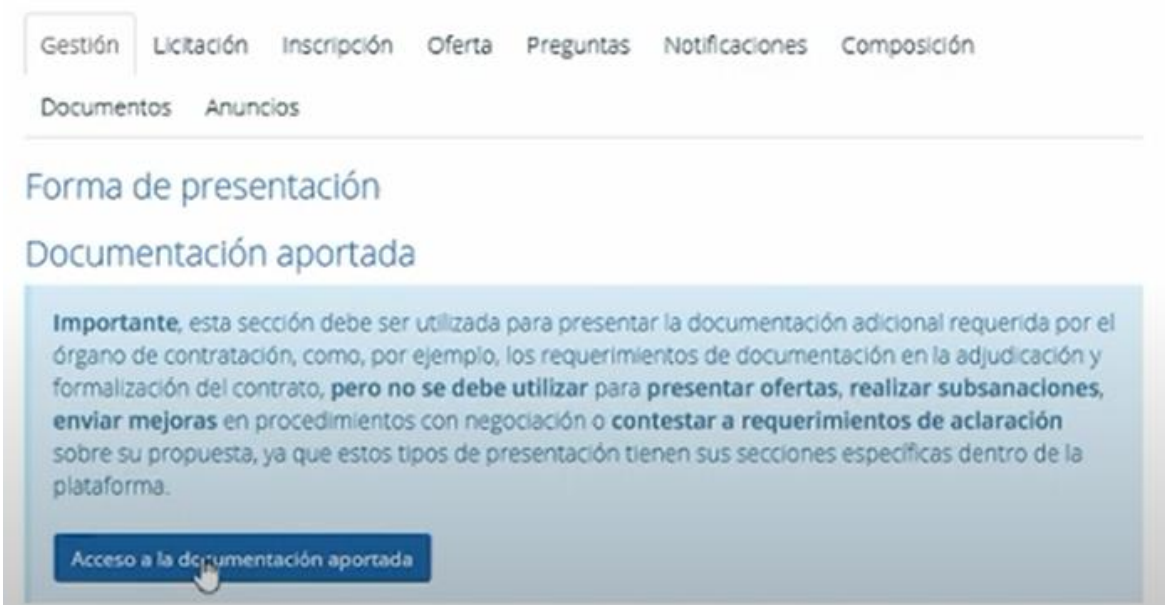 Gestión Licitación Inscripción Oferta Preguntas Notificaciones Composición
Documentos Anuncios
Forma de presentación
Documentación aportada
Importante, esta sección debe ser utilizada para presentar la documentación adicional requerida por el
órgano de contratación, como, por ejemplo, los requerimientos de documentación en la adjudicación y
formalización del contrato, pero no se debe utilizar para presentar ofertas, realizar subsanaciones,
enviar mejoras en procedimientos con negociación o contestar a requerimientos de aclaración
sobre su propuesta, ya que estos tipos de presentación tienen sus secciones específicas dentro de la
plataforma.
Acceso a la documentación aportada